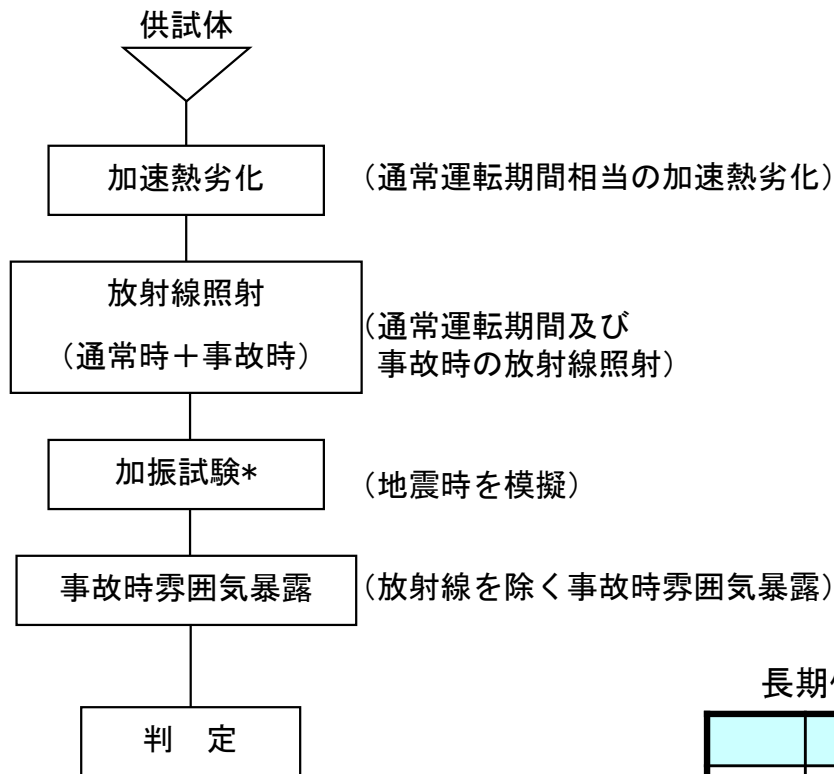 供試体
加速熱劣化
（通常運転期間相当の加速熱劣化）
放射線照射
（通常時＋事故時）
（通常運転期間及び
事故時の放射線照射）
加振試験*
（地震時を模擬）
事故時雰囲気暴露
（放射線を除く事故時雰囲気暴露）
長期
判　定